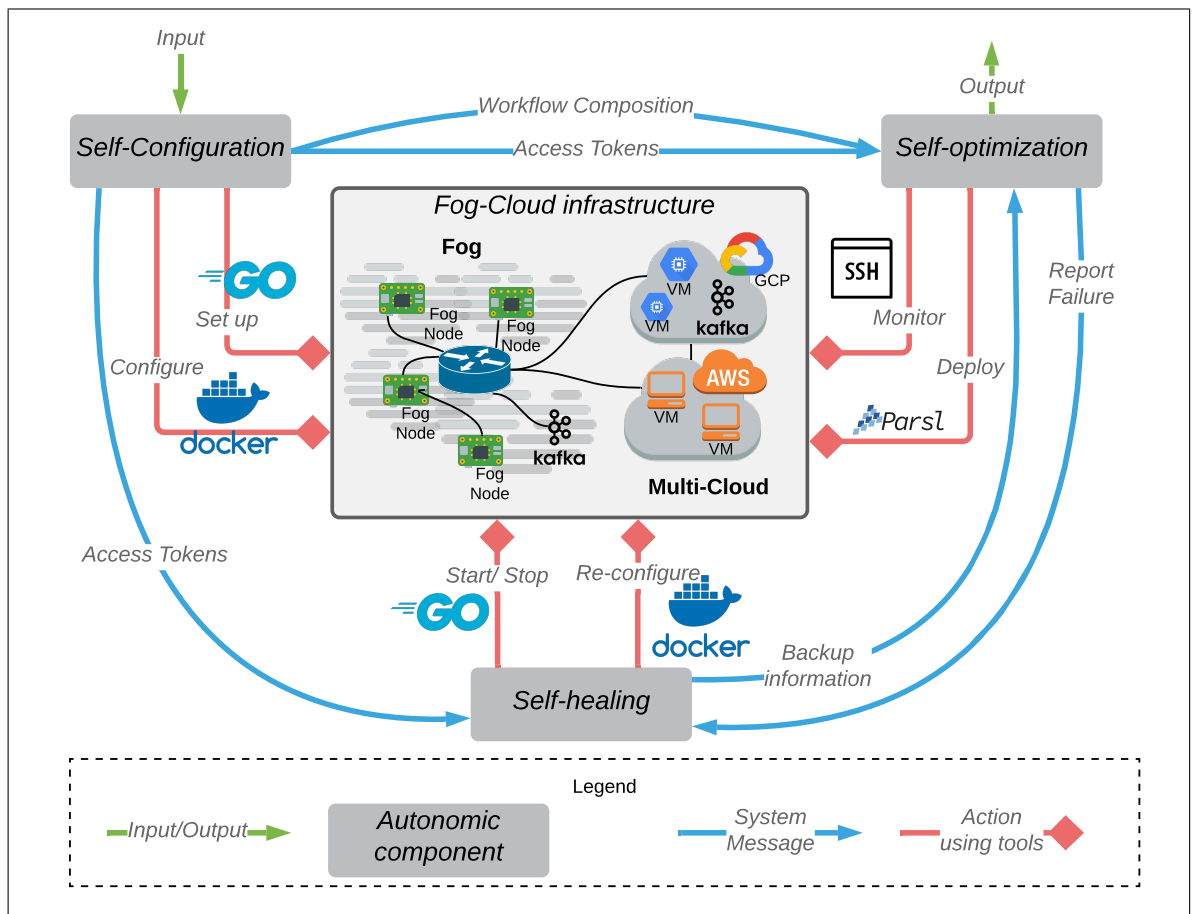 Input
Output
Workflow Composition
Self-Configuration
Access Tokens
Self-optimization
Fog-Cloud infrastructure
Fog
GO
Set up
Configure
docker
Fog
Node
Fog
Node
Fog
Node
Fog
Node
kafka
VM
GCP
VM
kafka
AWS
VM
VM
Multi-Cloud
SSH
Monitor
Report
Failure
Deploy
Parsl
Access Tokens
Start/ Stop
GO
Re-configure
docker
Backup
information
Self-healing
Legend
Input/Output
Autonomic
component
System
Message
Action
using tools